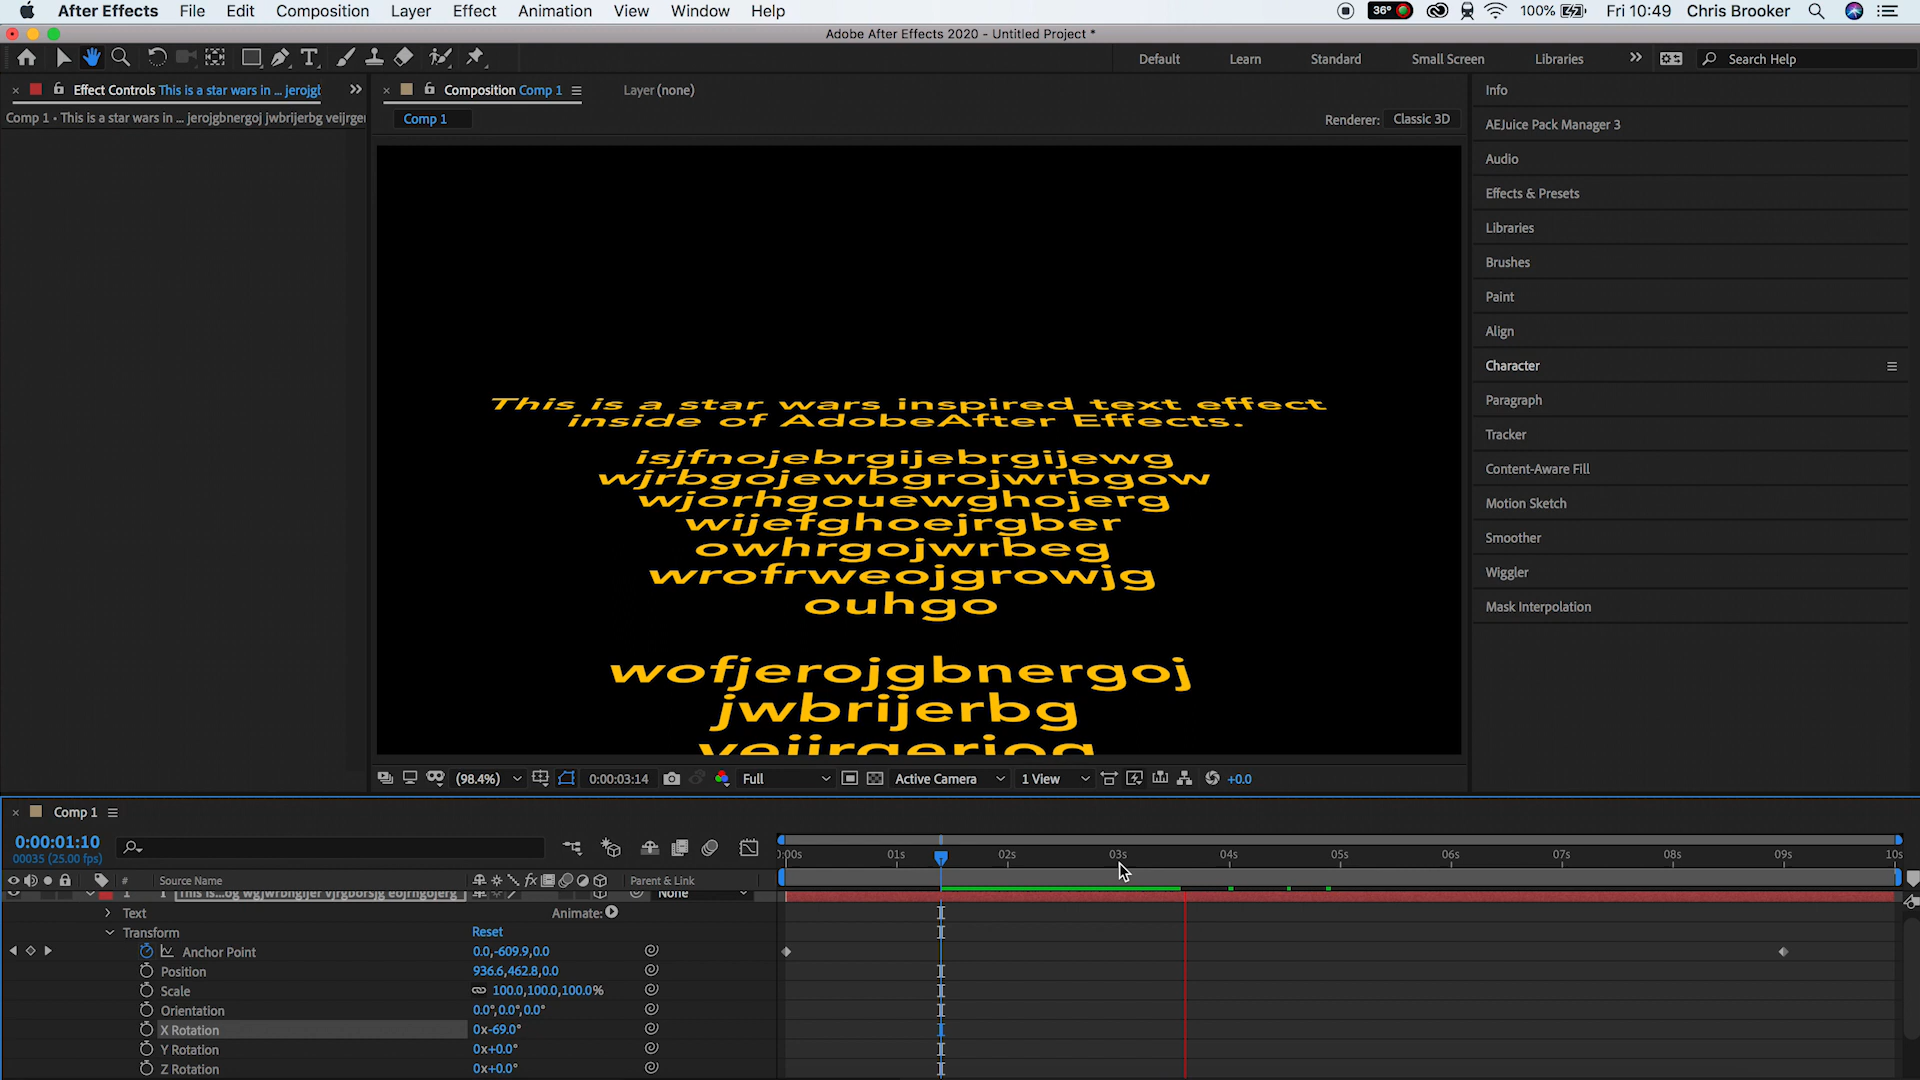 After Effects File Edit Composition Layer Effect Animation View Window Help 36° 100% Fri 10:49 Chris Brooker
Adobe After Effects 2020 - Untitled Project *
Default Learn Standard Small Screen Libraries Search Help
Effect Controls This is a star wars in ... jerojgt
Composition Comp 1
Layer (none)
Comp 1 • This is a star wars in ... jerojgbnergoj jwbrijerbg veijrger
Comp 1
Renderer: Classic 3D
Info
AEJuice Pack Manager 3
Audio
Effects & Presets
Libraries
Brushes
Paint
Align
Character
Paragraph
Tracker
Content-Aware Fill
Motion Sketch
Smoother
Wiggler
Mask Interpolation
This is a star wars inspired text effect
inside of AdobeAfter Effects.
isjfnojebrgijebrgijewg
wjrbgojewbgrojwrbgow
wjorhgouewghojerg
wijefghoejrgber
owhrgojwrbeg
wrofrweojgrowjg
ouhgo
wofjerojgbnergoj
jwbrijerbg
veijrgerjog
(98.4%) 0:00:03:14 Full Active Camera 1 View +0.0
Comp 1
0:00:01:10
00035 (25.00 fps)
:00s 01s 02s 03s 04s 05s 06s 07s 08s 09s 10s
# Source Name fx Parent & Link
1 T None
Text Animate:
Transform Reset
Anchor Point 0.0,-609.9,0.0
Position 936.6,462.8,0.0
Scale 100.0,100.0,100.0%
Orientation 0.0°,0.0°,0.0°
X Rotation 0x-69.0°
Y Rotation 0x+0.0°
Z Rotation 0x+0.0°